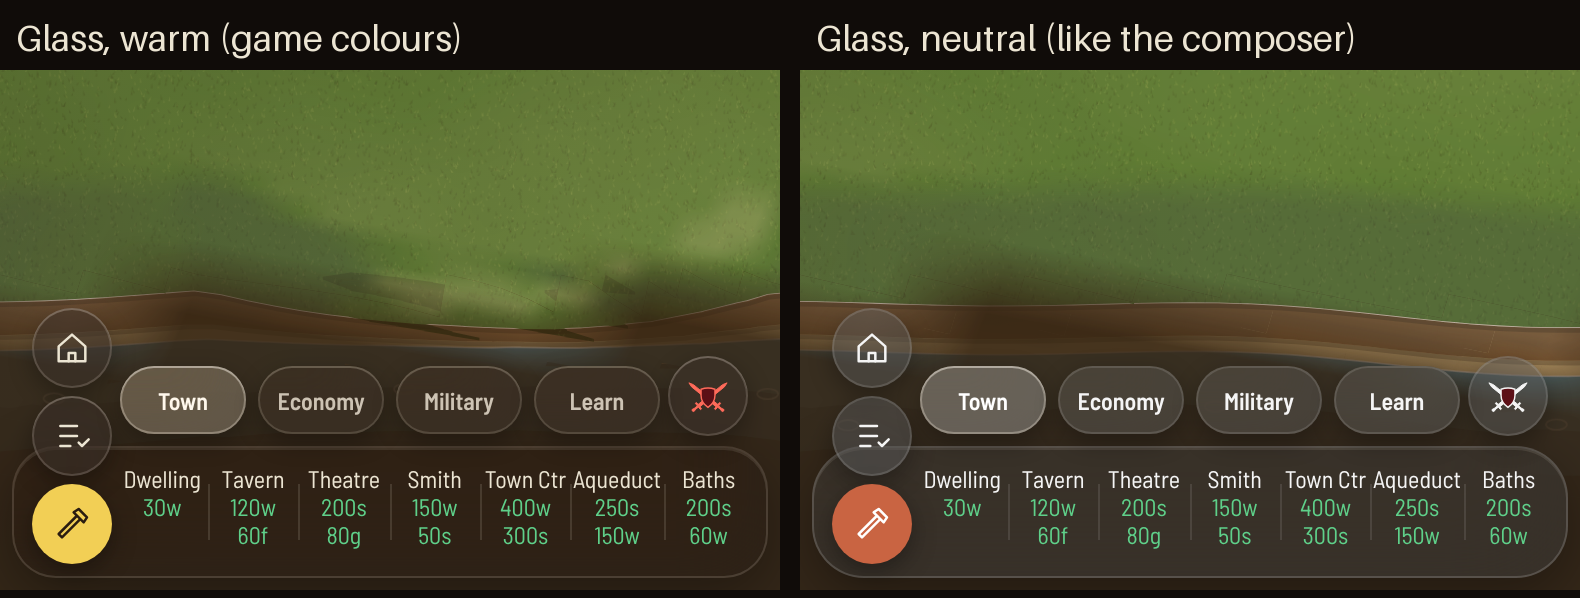 Glass, warm (game colours)
Town Economy Military Learn
Dwelling Tavern Theatre Smith Town Ctr Aqueduct Baths
30w 120w 200s 150w 400w 250s 200s
60f 80g 50s 300s 150w 60w
Glass, neutral (like the composer)
Town Economy Military Learn
Dwelling Tavern Theatre Smith Town Ctr Aqueduct Baths
30w 120w 200s 150w 400w 250s 200s
60f 80g 50s 300s 150w 60w